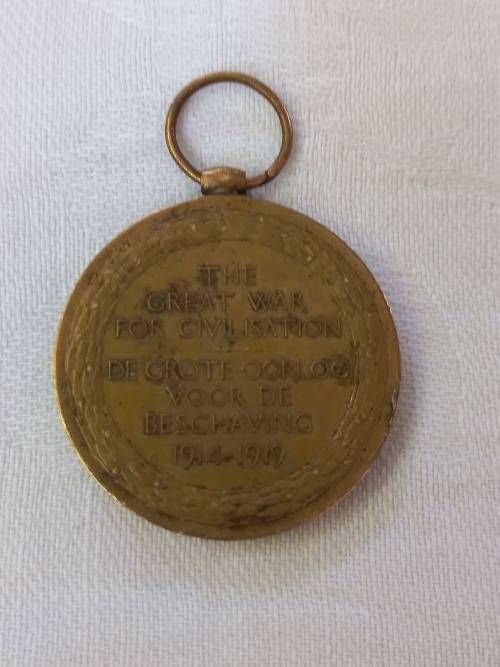 THE
GREAT WAR
FOR CIVILISATION
DE GROTE OORLOG
VOOR DE
BESCHAVING
1914-1919